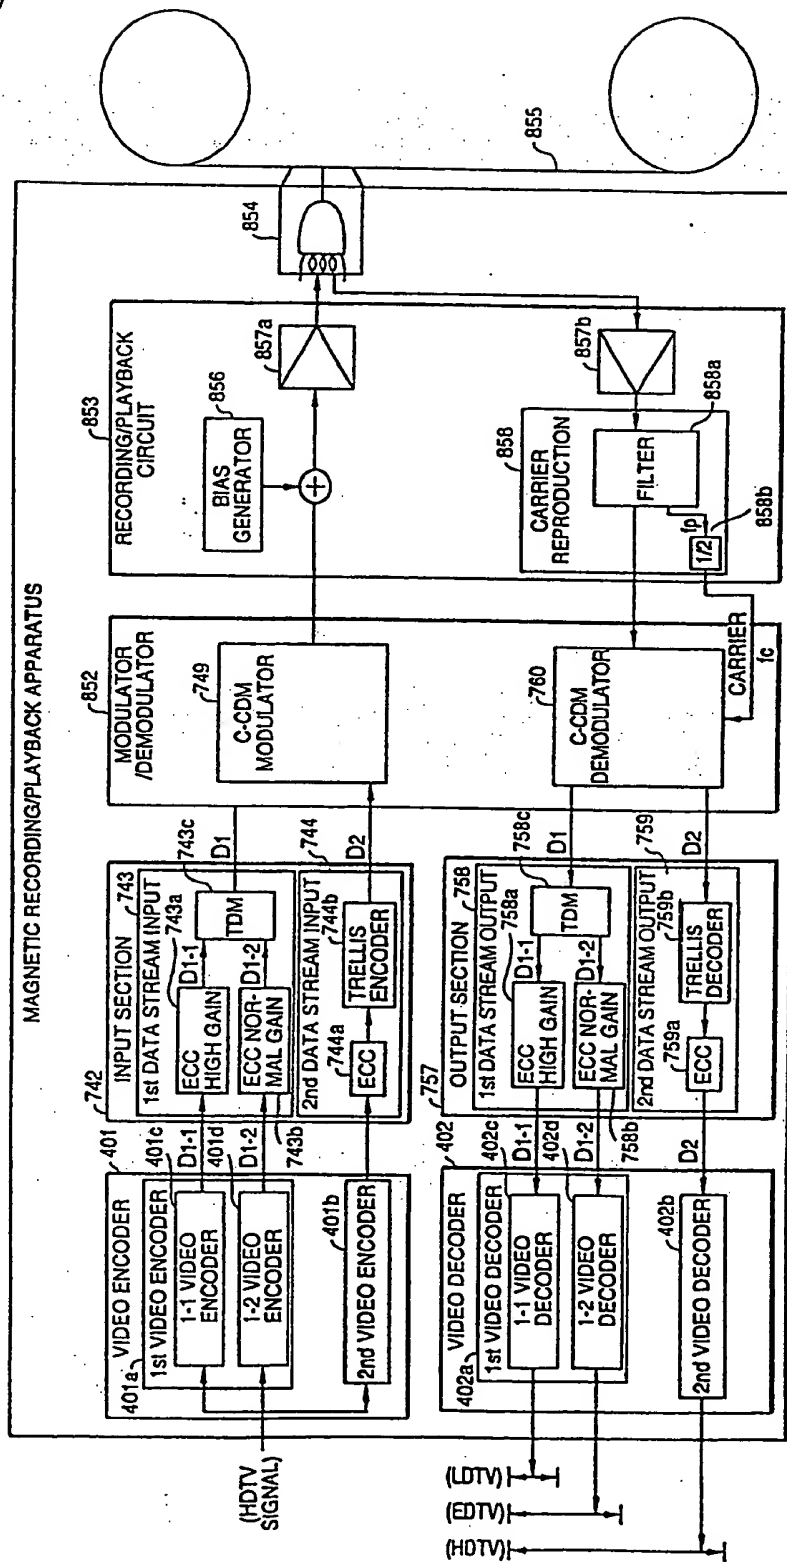 MAGNETIC RECORDING/PLAYBACK APPARATUS
401
VIDEO ENCODER
401a
1st VIDEO ENCODER
401c
1-1 VIDEO
ENCODER
401d
1-2 VIDEO
ENCODER
401b
2nd VIDEO ENCODER
(HDTV
SIGNAL)
D1-1
D1-2
742
INPUT SECTION
743
1st DATA STREAM INPUT
743a
ECC
HIGH GAIN
743b
ECC NOR-
MAL GAIN
D1-1
D1-2
743c
TDM
D1
744
2nd DATA STREAM INPUT
744a
ECC
744b
TRELLIS
ENCODER
D2
852
MODULATOR
/DEMODULATOR
749
C-CDM
MODULATOR
853
RECORDING/PLAYBACK
CIRCUIT
856
BIAS
GENERATOR
+
857a
854
855
857b
858
CARRIER
REPRODUCTION
858a
FILTER
fp
858b
1/2
CARRIER
fc
760
C-CDM
DEMODULATOR
D1
D2
757
OUTPUT SECTION
758
1st DATA STREAM OUTPUT
758c
TDM
D1-1
D1-2
758a
ECC
HIGH GAIN
758b
ECC NOR-
MAL GAIN
759
2nd DATA STREAM OUTPUT
759b
TRELLIS
DECODER
759a
ECC
D1-1
D1-2
D2
402
VIDEO DECODER
402a
1st VIDEO DECODER
402c
1-1 VIDEO
DECODER
402d
1-2 VIDEO
DECODER
402b
2nd VIDEO DECODER
(LDTV)
(EDTV)
(HDTV)